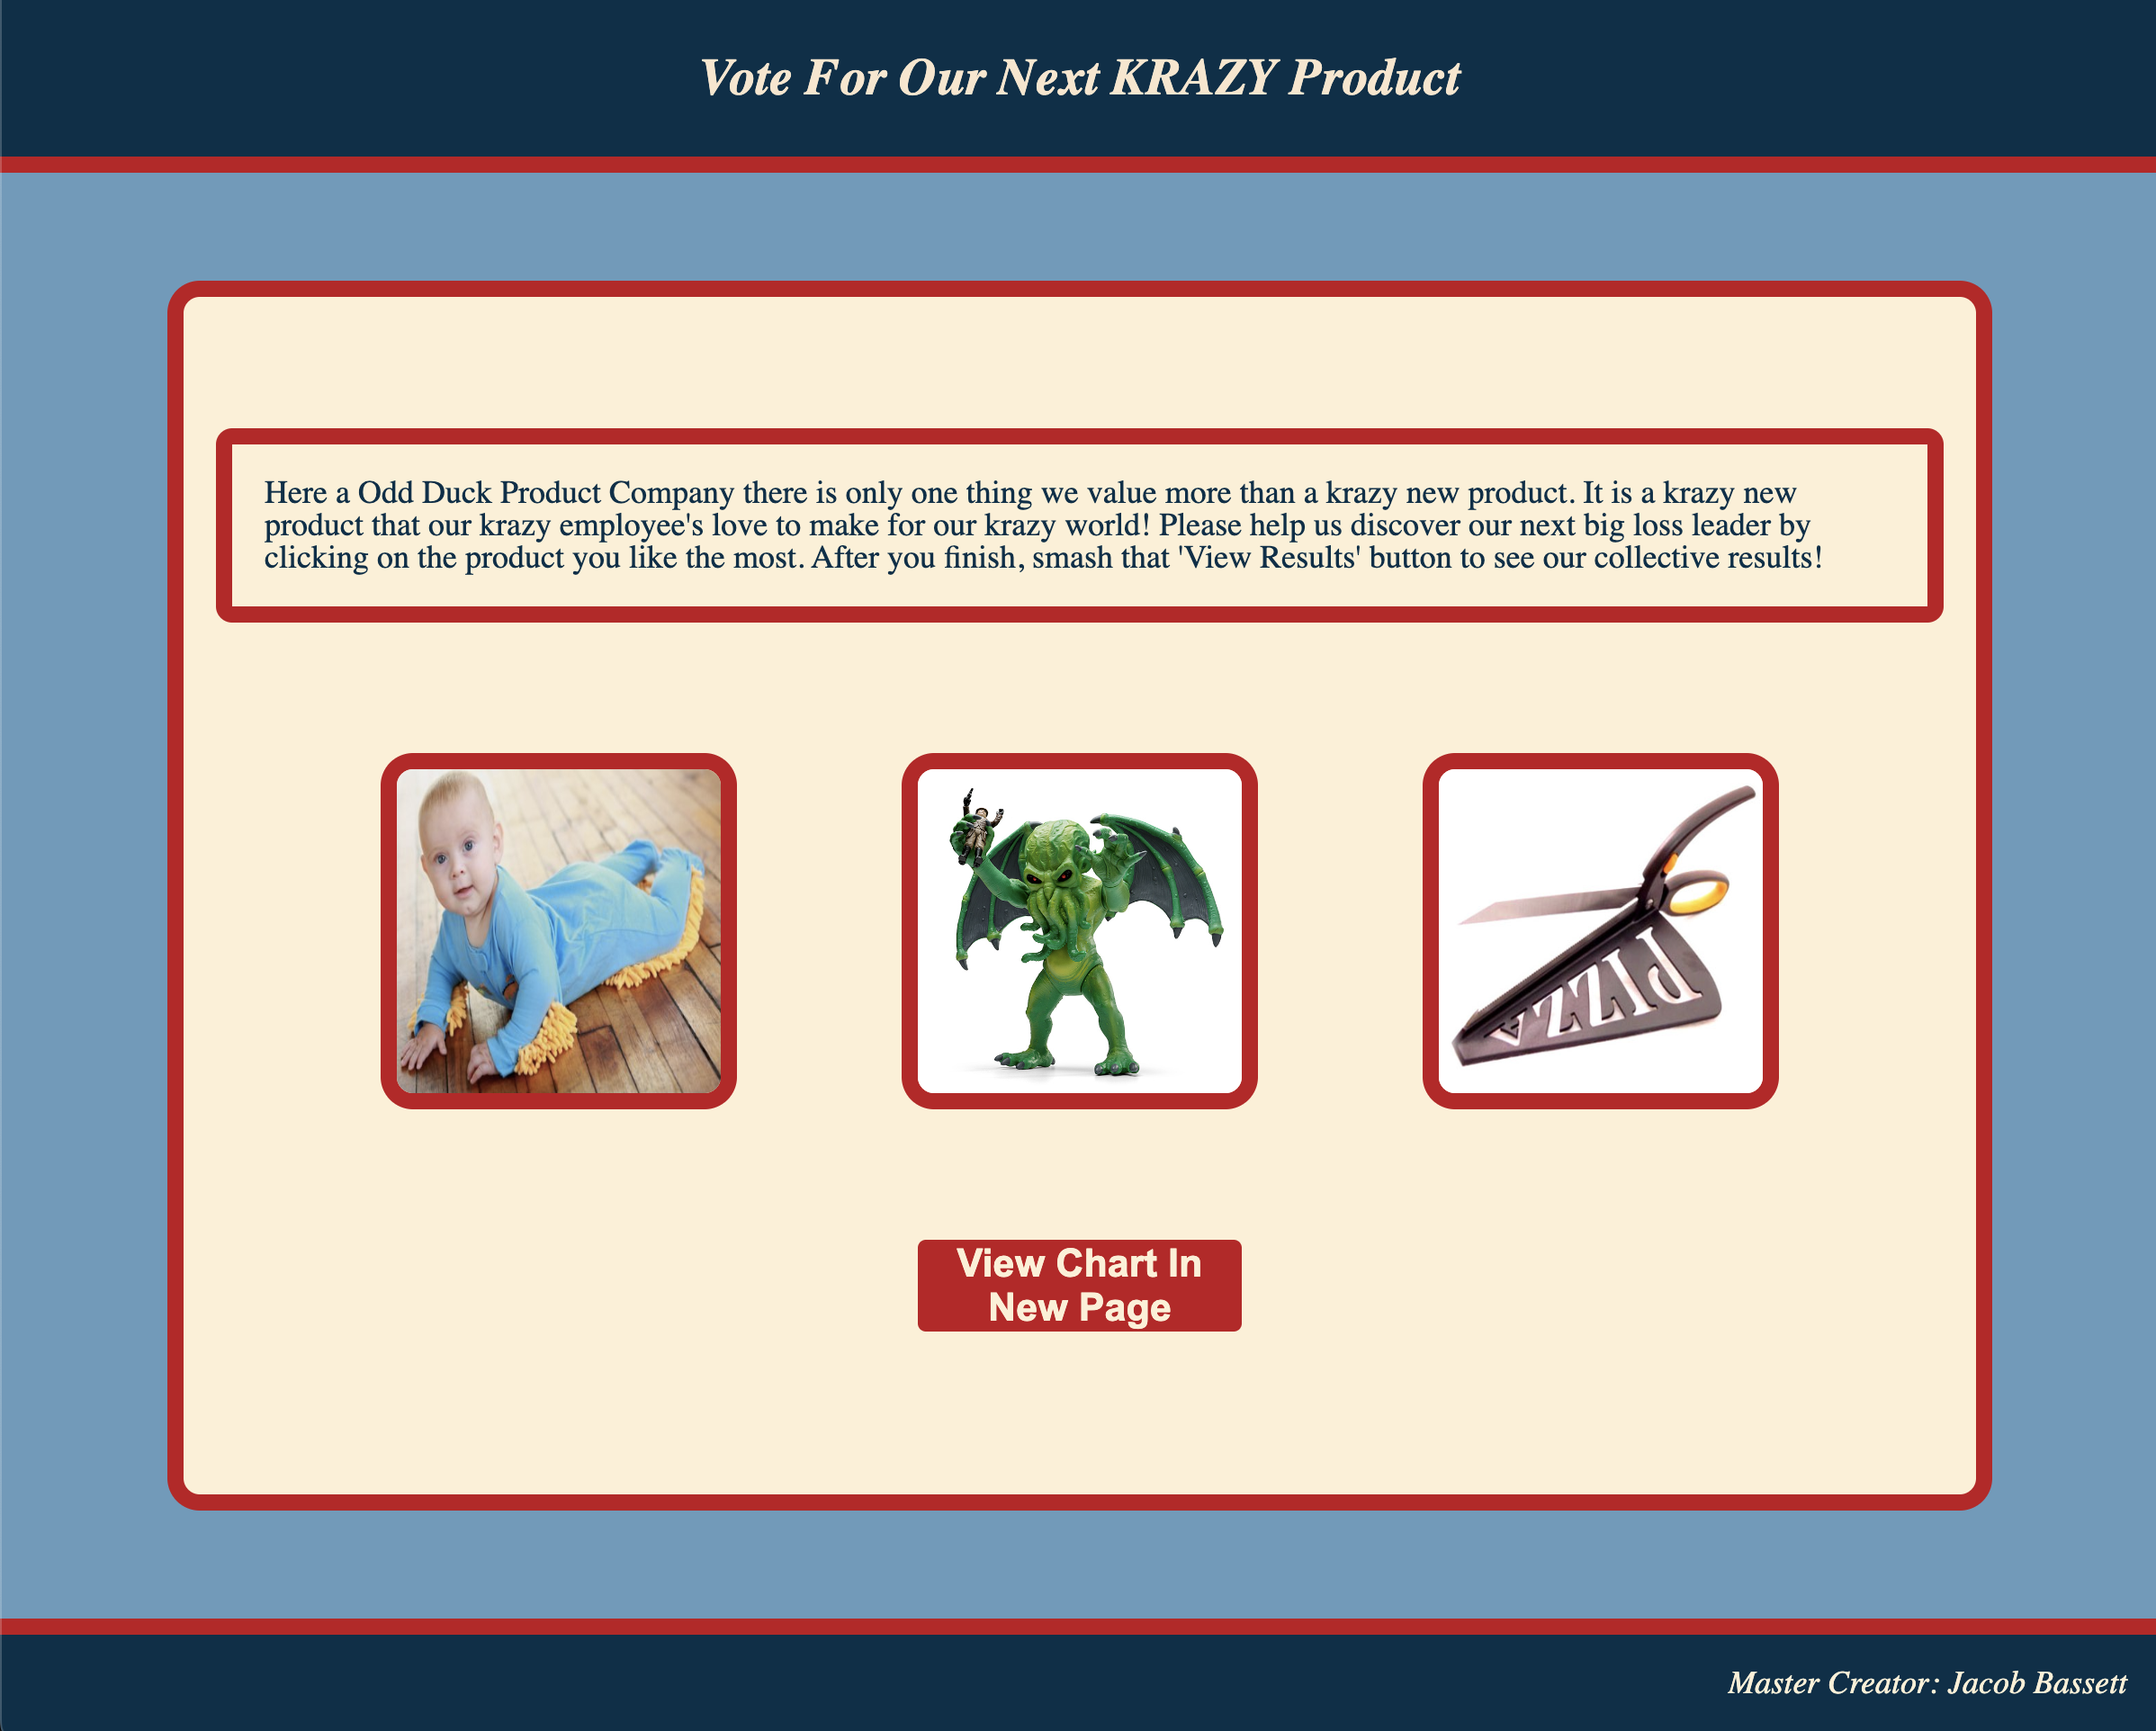 Vote For Our Next KRAZY Product
Here a Odd Duck Product Company there is only one thing we value more than a krazy new product. It is a krazy new
product that our krazy employee's love to make for our krazy world! Please help us discover our next big loss leader by
clicking on the product you like the most. After you finish, smash that 'View Results' button to see our collective results!
PIZZA
View Chart In
New Page
Master Creator: Jacob Bassett